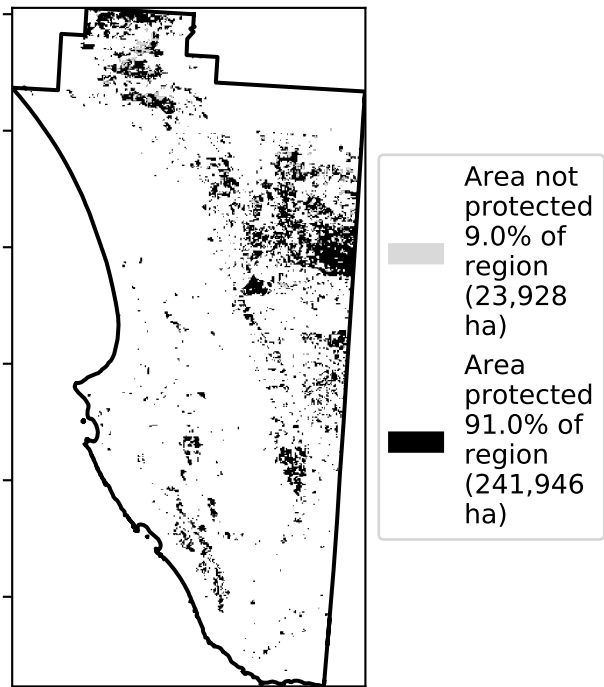 Area not
protected
9.0% of
region
(23,928
ha)
Area
protected
91.0% of
region
(241,946
ha)